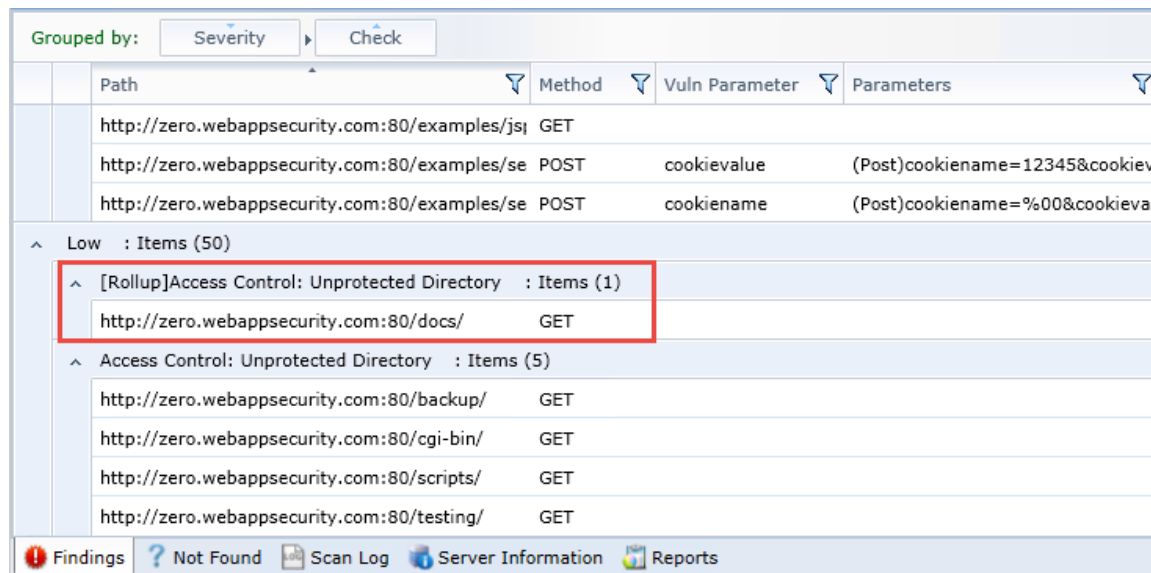 Grouped by: Severity Check
Path Method Vuln Parameter Parameters
http://zero.webappsecurity.com:80/examples/jsp GET
http://zero.webappsecurity.com:80/examples/se POST cookievalue (Post)cookiename=12345&cookiev
http://zero.webappsecurity.com:80/examples/se POST cookiename (Post)cookiename=%00&cookieva
Low : Items (50)
[Rollup]Access Control: Unprotected Directory : Items (1)
http://zero.webappsecurity.com:80/docs/ GET
Access Control: Unprotected Directory : Items (5)
http://zero.webappsecurity.com:80/backup/ GET
http://zero.webappsecurity.com:80/cgi-bin/ GET
http://zero.webappsecurity.com:80/scripts/ GET
http://zero.webappsecurity.com:80/testing/ GET
Findings Not Found Scan Log Server Information Reports